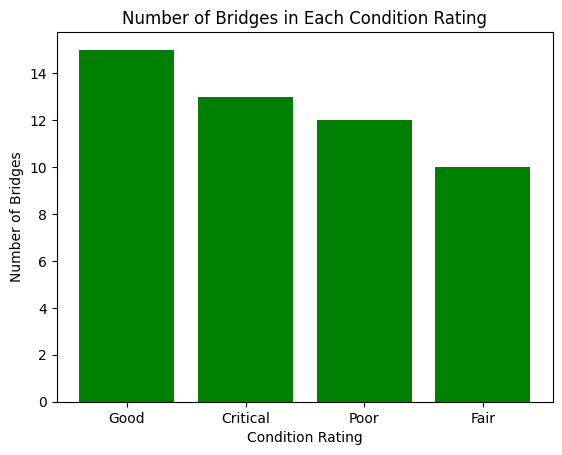 Number of Bridges in Each Condition Rating
Number of Bridges
14
12
10
8
6
4
2
0
Good Critical Poor Fair
Condition Rating